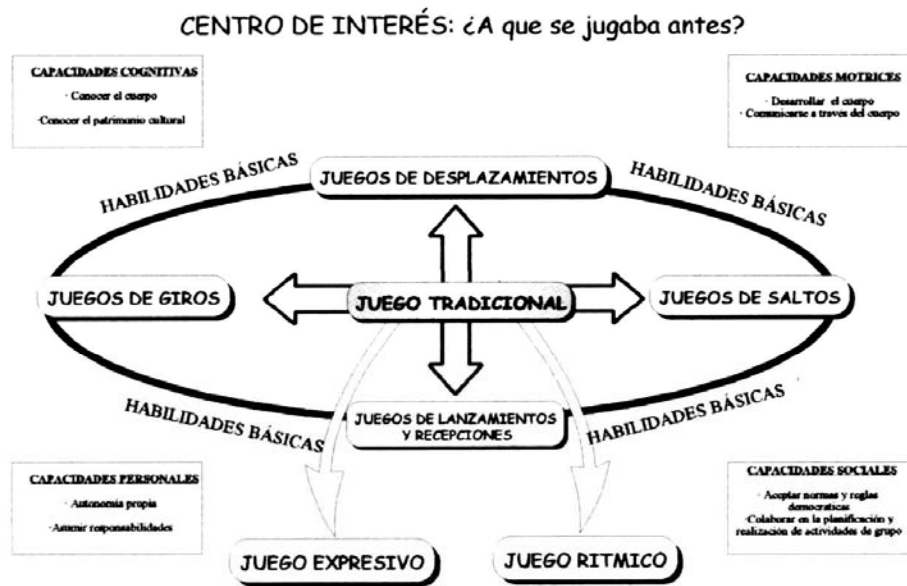 CENTRO DE INTERÉS: ¿A que se jugaba antes?
CAPACIDADES COGNITIVAS
· Conocer el cuerpo
·Conocer el patrimonio cultural
CAPACIDADES MOTRICES
· Desarrollar el cuerpo
· Comunicarse a través del cuerpo
HABILIDADES BÁSICAS
JUEGOS DE DESPLAZAMIENTOS
HABILIDADES BÁSICAS
JUEGOS DE GIROS
JUEGO TRADICIONAL
JUEGOS DE SALTOS
HABILIDADES BÁSICAS
JUEGOS DE LANZAMIENTOS
Y RECEPCIONES
HABILIDADES BÁSICAS
CAPACIDADES PERSONALES
· Autonomia propia
·Asumir responsabilidades
CAPACIDADES SOCIALES
· Aceptar normas y reglas
democraticas
· Colaborar en la planificación y
realización de actividades de grupo
JUEGO EXPRESIVO
JUEGO RITMICO